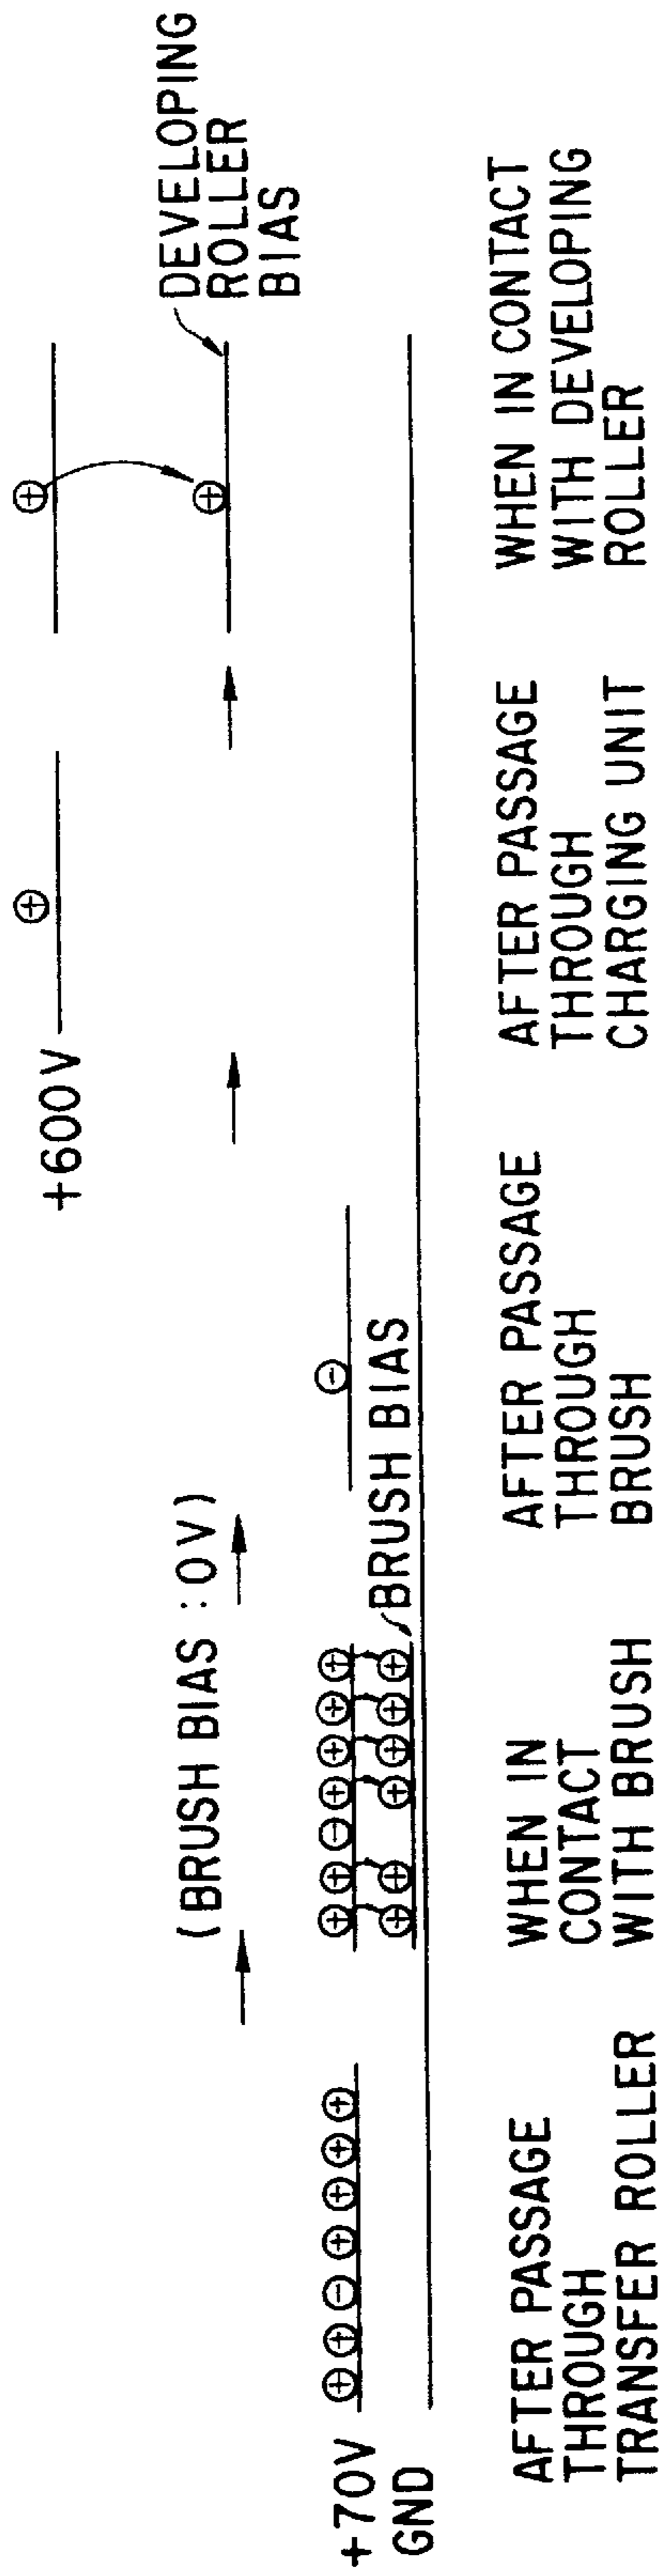 +600V
DEVELOPING
ROLLER
BIAS
(BRUSH BIAS : 0V)
+70V
GND
BRUSH BIAS
AFTER PASSAGE
THROUGH
TRANSFER ROLLER
WHEN IN
CONTACT
WITH BRUSH
AFTER PASSAGE
THROUGH
BRUSH
AFTER PASSAGE
THROUGH
CHARGING UNIT
WHEN IN CONTACT
WITH DEVELOPING
ROLLER